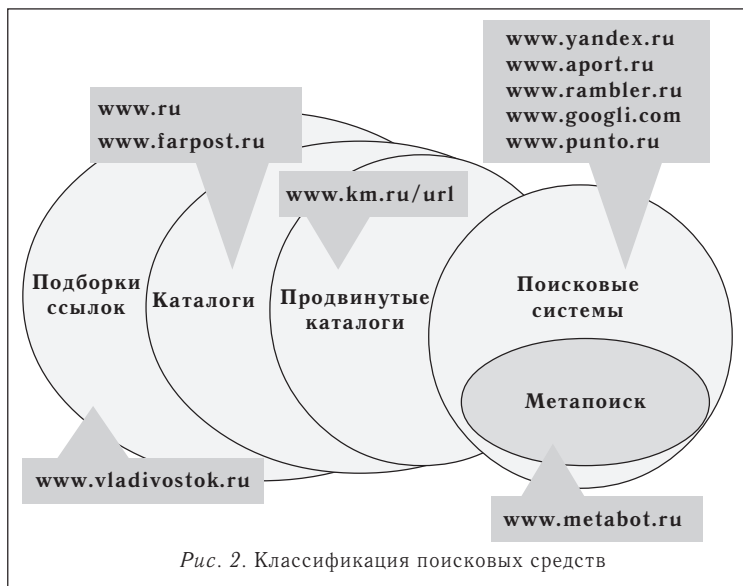 www.yandex.ru
www.aport.ru
www.rambler.ru
www.googli.com
www.punto.ru
www.ru
www.farpost.ru
www.km.ru/url
Подборки
ссылок
Каталоги
Продвинутые
каталоги
Поисковые
системы
Метапоиск
www.vladivostok.ru
www.metabot.ru
Рис. 2. Классификация поисковых средств